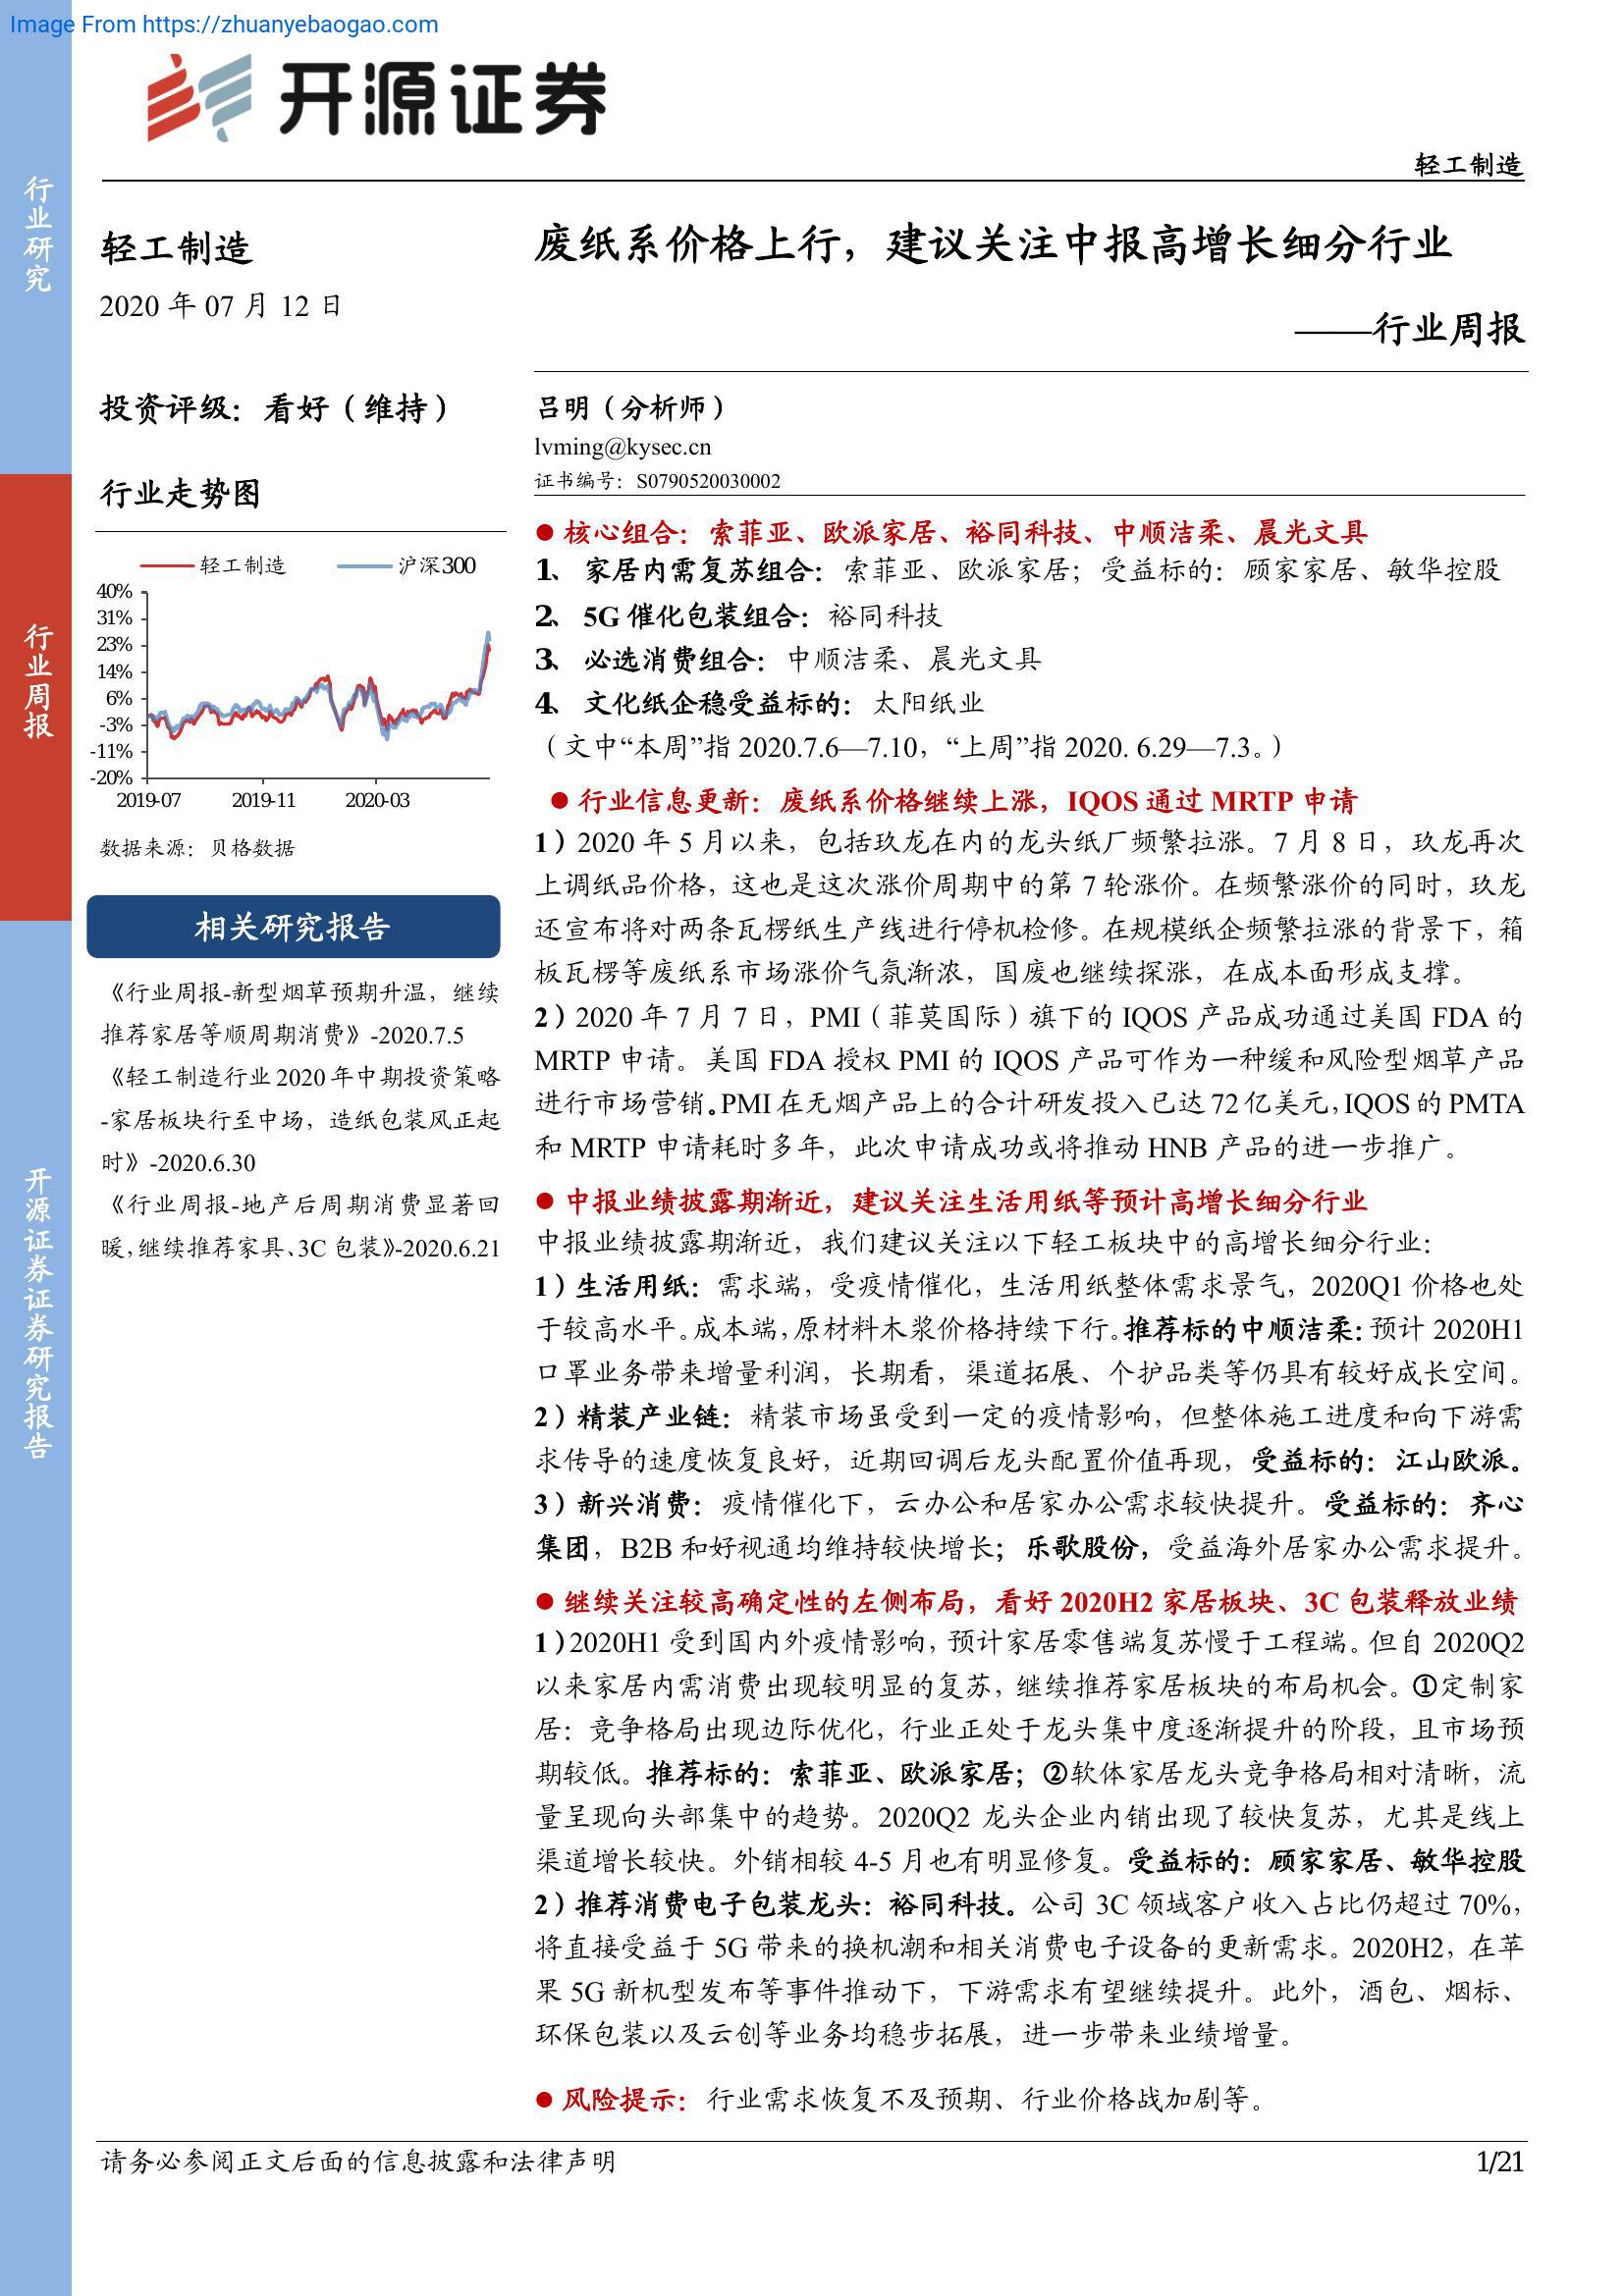 Image From https://zhuanyebaogao.com
开源证券
轻工制造
行业研究
行业周报
开源证券证券研究报告
轻工制造
2020 年 07 月 12 日
投资评级：看好（维持）
行业走势图
轻工制造 沪深300
40%
31%
23%
14%
6%
-3%
-11%
-20%
2019-07 2019-11 2020-03
数据来源：贝格数据
相关研究报告
《行业周报-新型烟草预期升温，继续
推荐家居等顺周期消费》-2020.7.5
《轻工制造行业 2020 年中期投资策略
-家居板块行至中场，造纸包装风正起
时》-2020.6.30
《行业周报-地产后周期消费显著回
暖，继续推荐家具、3C 包装》-2020.6.21
废纸系价格上行，建议关注中报高增长细分行业
——行业周报
吕明（分析师）
lvming@kysec.cn
证书编号：S0790520030002
● 核心组合：索菲亚、欧派家居、裕同科技、中顺洁柔、晨光文具
1、 家居内需复苏组合：索菲亚、欧派家居；受益标的：顾家家居、敏华控股
2、 5G 催化包装组合：裕同科技
3、 必选消费组合：中顺洁柔、晨光文具
4、 文化纸企稳受益标的：太阳纸业
（文中“本周”指 2020.7.6—7.10，“上周”指 2020. 6.29—7.3。）
● 行业信息更新：废纸系价格继续上涨，IQOS 通过 MRTP 申请
1）2020 年 5 月以来，包括玖龙在内的龙头纸厂频繁拉涨。7 月 8 日，玖龙再次
上调纸品价格，这也是这次涨价周期中的第 7 轮涨价。在频繁涨价的同时，玖龙
还宣布将对两条瓦楞纸生产线进行停机检修。在规模纸企频繁拉涨的背景下，箱
板瓦楞等废纸系市场涨价气氛渐浓，国废也继续探涨，在成本面形成支撑。
2）2020 年 7 月 7 日，PMI（菲莫国际）旗下的 IQOS 产品成功通过美国 FDA 的
MRTP 申请。美国 FDA 授权 PMI 的 IQOS 产品可作为一种缓和风险型烟草产品
进行市场营销。PMI 在无烟产品上的合计研发投入已达 72 亿美元，IQOS 的 PMTA
和 MRTP 申请耗时多年，此次申请成功或将推动 HNB 产品的进一步推广。
● 中报业绩披露期渐近，建议关注生活用纸等预计高增长细分行业
中报业绩披露期渐近，我们建议关注以下轻工板块中的高增长细分行业：
1）生活用纸：需求端，受疫情催化，生活用纸整体需求景气，2020Q1 价格也处
于较高水平。成本端，原材料木浆价格持续下行。推荐标的中顺洁柔：预计 2020H1
口罩业务带来增量利润，长期看，渠道拓展、个护品类等仍具有较好成长空间。
2）精装产业链：精装市场虽受到一定的疫情影响，但整体施工进度和向下游需
求传导的速度恢复良好，近期回调后龙头配置价值再现，受益标的：江山欧派。
3）新兴消费：疫情催化下，云办公和居家办公需求较快提升。受益标的：齐心
集团，B2B 和好视通均维持较快增长；乐歌股份，受益海外居家办公需求提升。
● 继续关注较高确定性的左侧布局，看好 2020H2 家居板块、3C 包装释放业绩
1）2020H1 受到国内外疫情影响，预计家居零售端复苏慢于工程端。但自 2020Q2
以来家居内需消费出现较明显的复苏，继续推荐家居板块的布局机会。①定制家
居：竞争格局出现边际优化，行业正处于龙头集中度逐渐提升的阶段，且市场预
期较低。推荐标的：索菲亚、欧派家居；②软体家居龙头竞争格局相对清晰，流
量呈现向头部集中的趋势。2020Q2 龙头企业内销出现了较快复苏，尤其是线上
渠道增长较快。外销相较 4-5 月也有明显修复。受益标的：顾家家居、敏华控股
2）推荐消费电子包装龙头：裕同科技。公司 3C 领域客户收入占比仍超过 70%，
将直接受益于 5G 带来的换机潮和相关消费电子设备的更新需求。2020H2，在苹
果 5G 新机型发布等事件推动下，下游需求有望继续提升。此外，酒包、烟标、
环保包装以及云创等业务均稳步拓展，进一步带来业绩增量。
● 风险提示：行业需求恢复不及预期、行业价格战加剧等。
请务必参阅正文后面的信息披露和法律声明
1/21